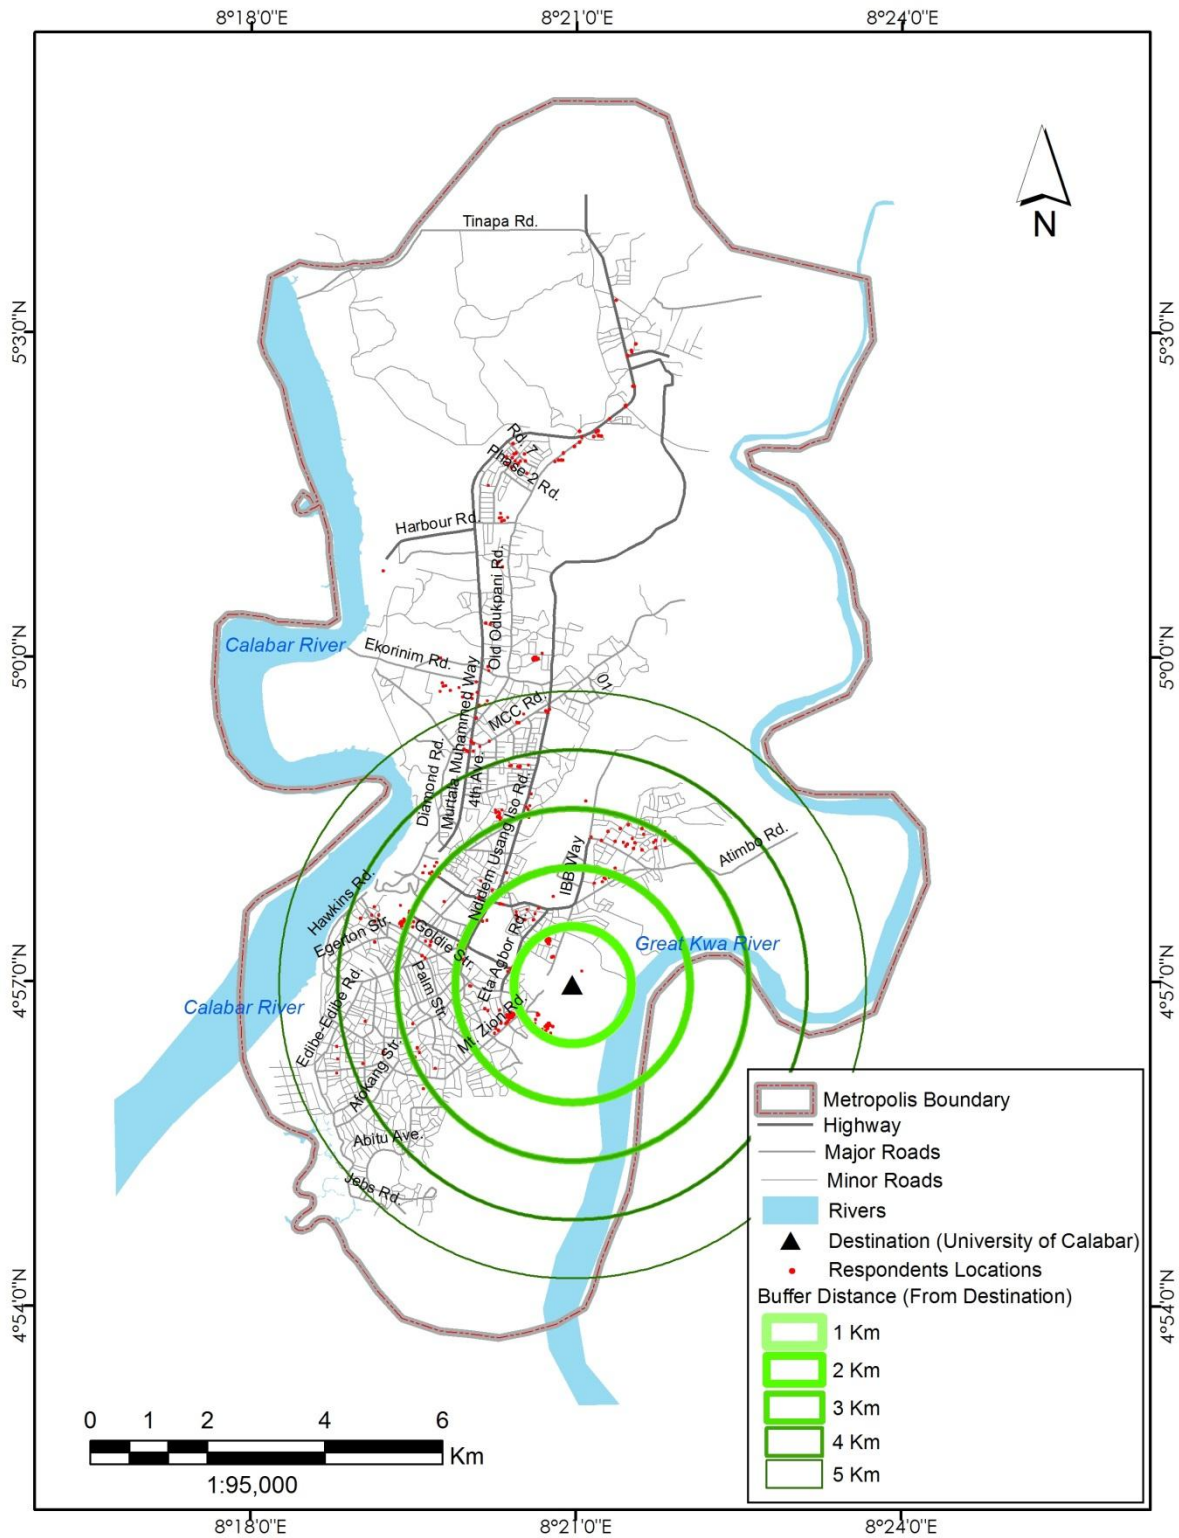 8°18'0"E
8°21'0"E
8°24'0"E
N
Tinapa Rd.
5°3'0"N
5°3'0"N
Rd. 7
Phase 2 Rd.
Harbour Rd.
Old Odukpani Rd.
Calabar River
Ekorinim Rd.
5°0'0"N
5°0'0"N
01
MCC Rd.
Murtala Muhammed Way
Diamond Rd.
4th Ave.
Ndidem Usang Iso Rd.
IBB Way
Atimbo Rd.
Hawkins Rd.
Egerton Str.
Goldie Str.
Eta Agbor Rd.
Great Kwa River
4°57'0"N
4°57'0"N
Palm Str.
Calabar River
Edibe-Edibe Rd.
Mt. Zion Rd.
Afokang Str.
Abitu Ave.
Jebs Rd.
Metropolis Boundary
Highway
Major Roads
Minor Roads
Rivers
Destination (University of Calabar)
Respondents Locations
Buffer Distance (From Destination)
1 Km
2 Km
3 Km
4 Km
5 Km
4°54'0"N
4°54'0"N
0 1 2 4 6
Km
1:95,000
8°18'0"E
8°21'0"E
8°24'0"E